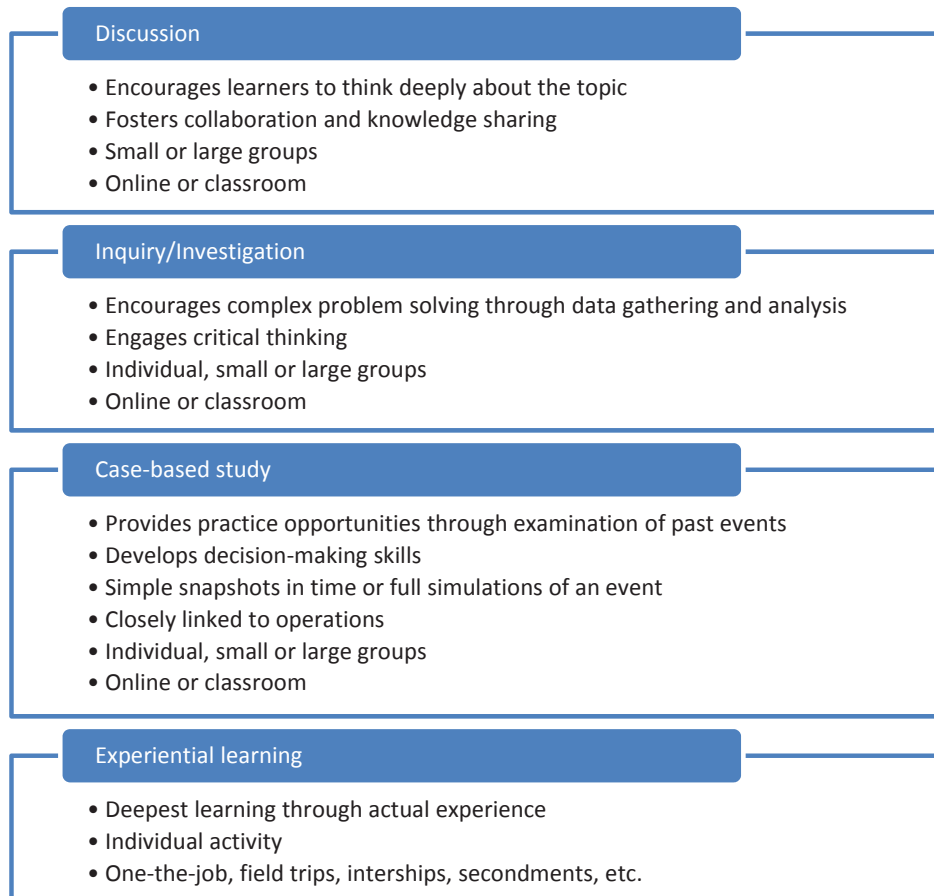 Discussion
• Encourages learners to think deeply about the topic
• Fosters collaboration and knowledge sharing
• Small or large groups
• Online or classroom
Inquiry/Investigation
• Encourages complex problem solving through data gathering and analysis
• Engages critical thinking
• Individual, small or large groups
• Online or classroom
Case-based study
• Provides practice opportunities through examination of past events
• Develops decision-making skills
• Simple snapshots in time or full simulations of an event
• Closely linked to operations
• Individual, small or large groups
• Online or classroom
Experiential learning
• Deepest learning through actual experience
• Individual activity
• One-the-job, field trips, interships, secondments, etc.